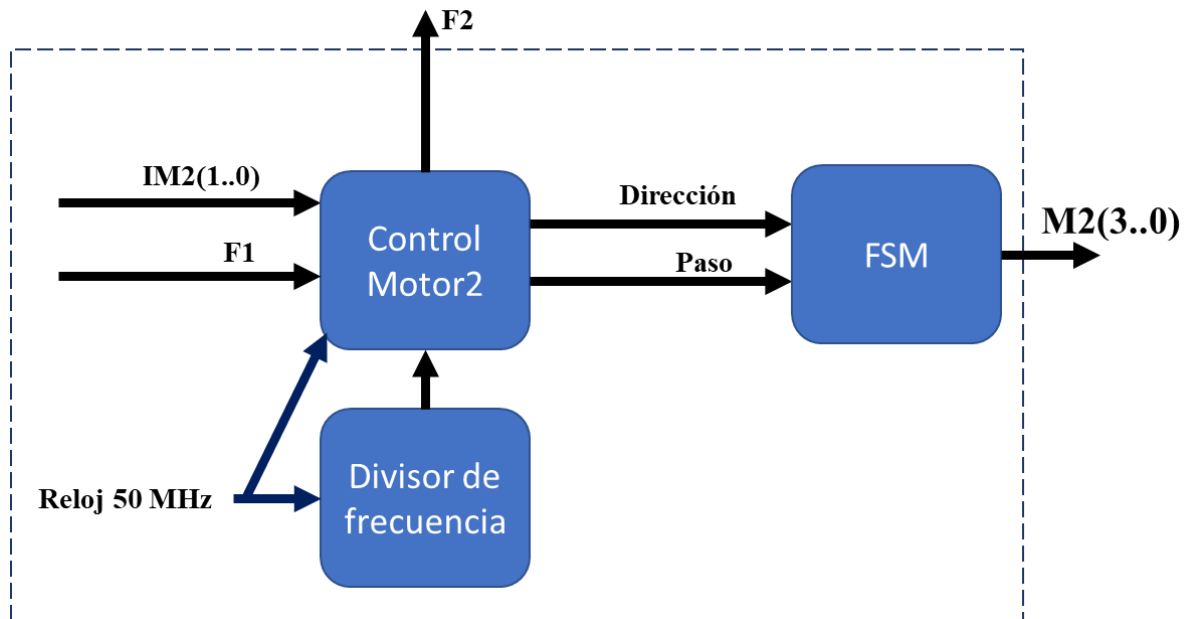 F2
IM2(1..0)
F1
Control
Motor2
Dirección
Paso
FSM
M2(3..0)
Reloj 50 MHz
Divisor de
frecuencia